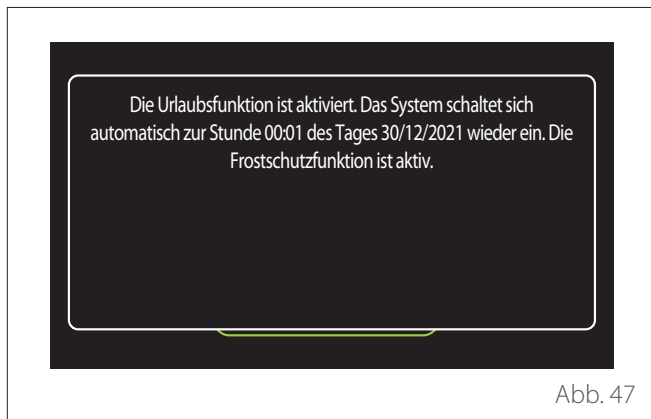 Die Urlaubsfunktion ist aktiviert. Das System schaltet sich
automatisch zur Stunde 00:01 des Tages 30/12/2021 wieder ein. Die
Frostschutzfunktion ist aktiv.
Abb. 47